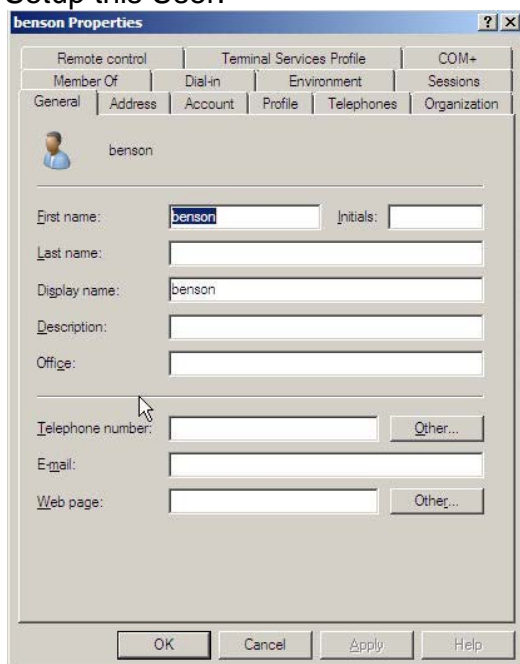 Setup this User:
benson Properties
Remote control Terminal Services Profile COM+
Member Of Dial-in Environment Sessions
General Address Account Profile Telephones Organization
benson
First name: benson Initials:
Last name:
Display name: benson
Description:
Office:
Telephone number: Other...
E-mail:
Web page: Other...
OK Cancel Apply Help